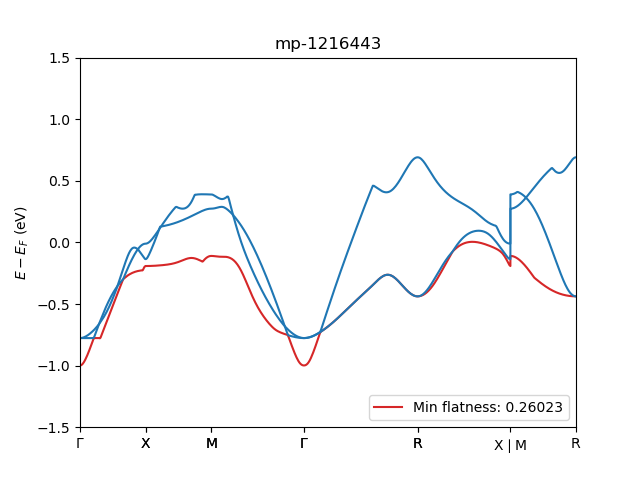 mp-1216443
E − E_F (eV)
1.5
1.0
0.5
0.0
−0.5
−1.0
−1.5
Min flatness: 0.26023
Γ X M Γ R X | M R